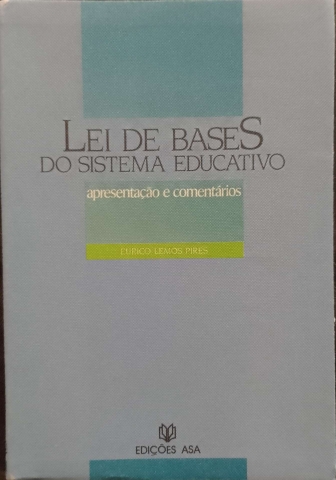 LEI DE BASES
DO SISTEMA EDUCATIVO
apresentação e comentários
EURICO LEMOS PIRES
EDIÇÕES ASA